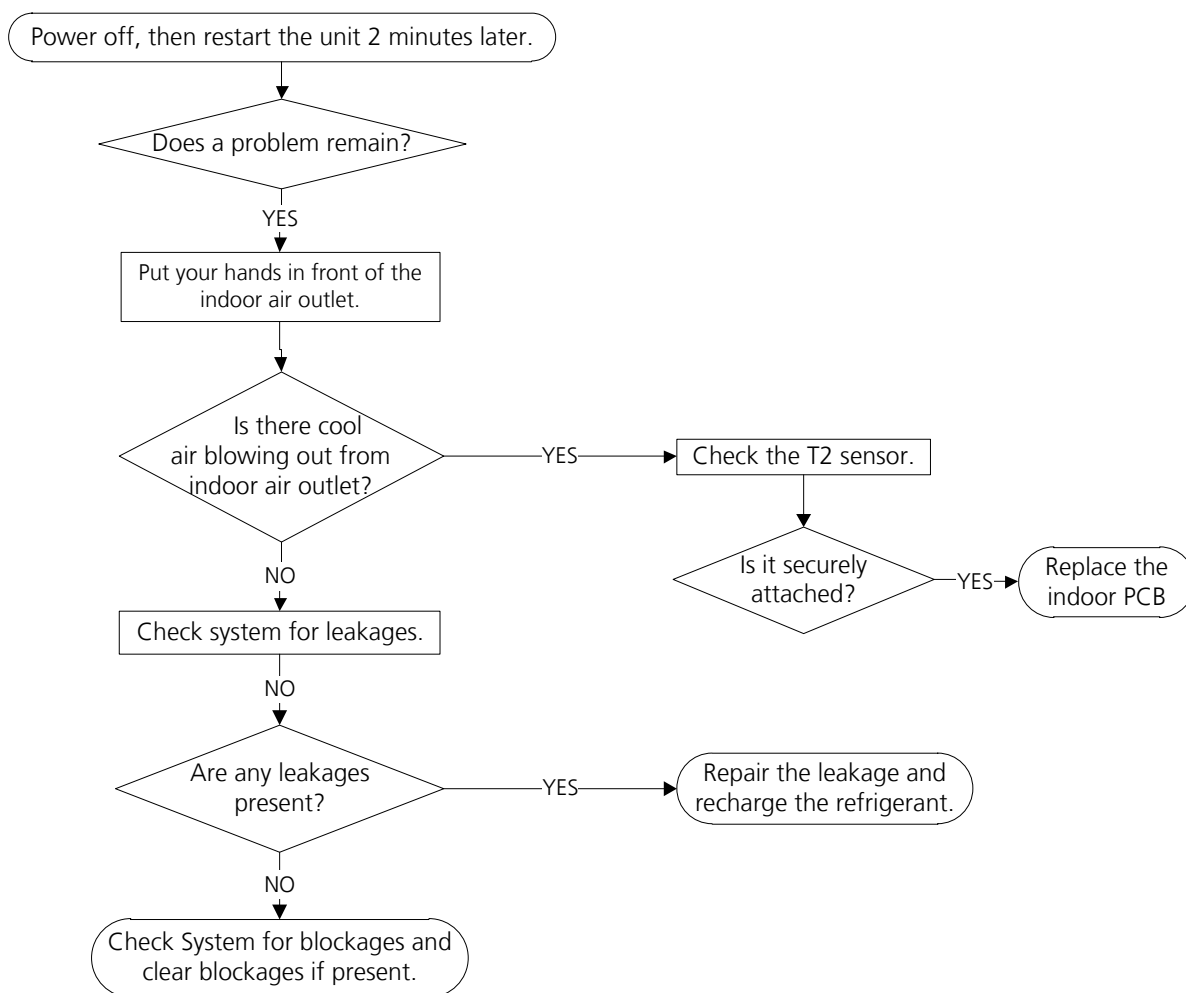 Power off, then restart the unit 2 minutes later.
Does a problem remain?
YES
Put your hands in front of the
indoor air outlet.
Is there cool
air blowing out from
indoor air outlet?
YES
Check the T2 sensor.
Is it securely
attached?
YES
Replace the
indoor PCB
NO
Check system for leakages.
NO
Are any leakages
present?
YES
Repair the leakage and
recharge the refrigerant.
NO
Check System for blockages and
clear blockages if present.